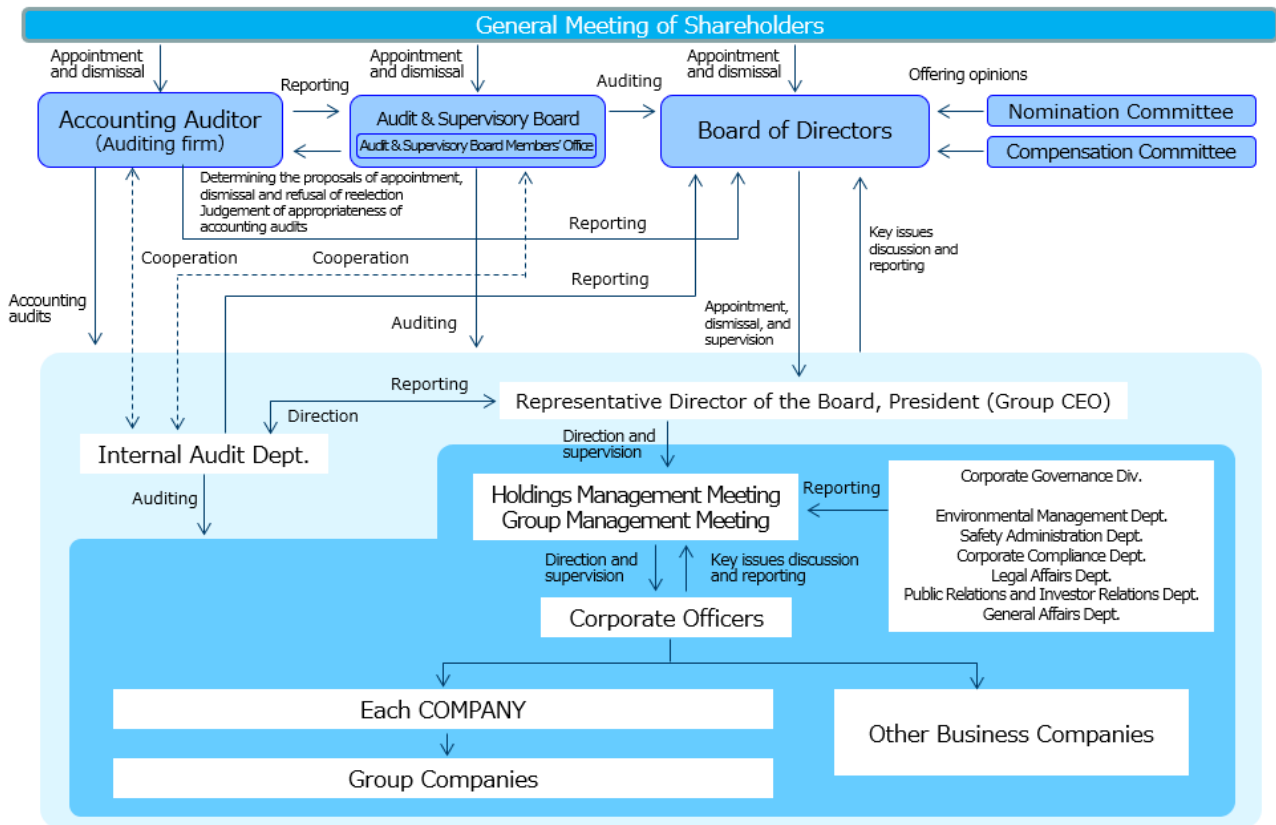 General Meeting of Shareholders
Appointment
and dismissal
Appointment
and dismissal
Appointment
and dismissal
Reporting
Auditing
Offering opinions
Accounting Auditor
(Auditing firm)
Audit & Supervisory Board
Audit & Supervisory Board Members' Office
Board of Directors
Nomination Committee
Compensation Committee
Determining the proposals of appointment,
dismissal and refusal of reelection
Judgement of appropriateness of
accounting audits
Reporting
Key issues
discussion and
reporting
Cooperation
Cooperation
Reporting
Accounting
audits
Auditing
Appointment,
dismissal, and
supervision
Reporting
Direction
Representative Director of the Board, President (Group CEO)
Internal Audit Dept.
Direction and
supervision
Auditing
Holdings Management Meeting
Group Management Meeting
Reporting
Corporate Governance Div.
Environmental Management Dept.
Safety Administration Dept.
Corporate Compliance Dept.
Legal Affairs Dept.
Public Relations and Investor Relations Dept.
General Affairs Dept.
Direction and
supervision
Key issues discussion
and reporting
Corporate Officers
Each COMPANY
Other Business Companies
Group Companies